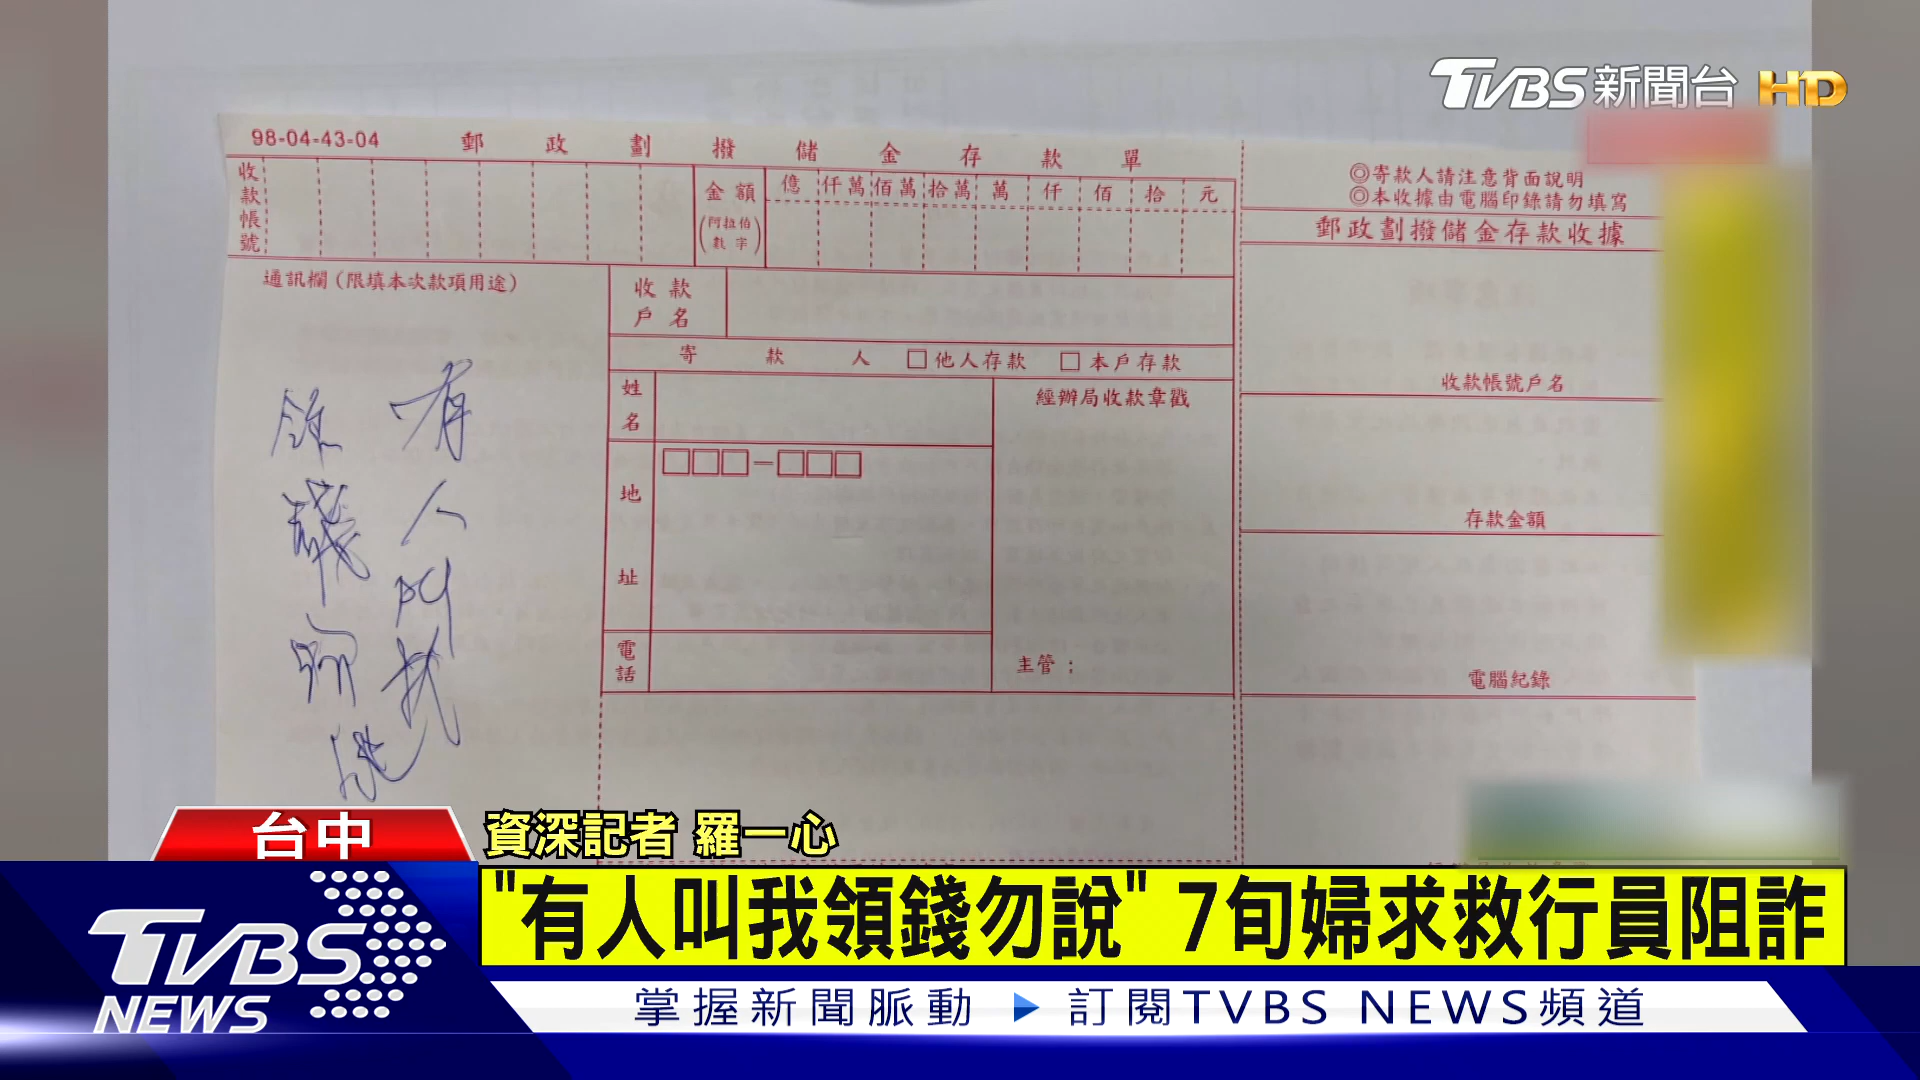 TVBS新聞台 HD
98-04-43-04 郵政劃撥儲金存款單
收款帳號
金額
(阿拉伯數字)
億 仟萬 佰萬 拾萬 萬 仟 佰 拾 元
◎寄款人請注意背面說明
◎本收據由電腦印錄請勿填寫
郵政劃撥儲金存款收據
通訊欄(限填本次款項用途)
收款戶名
寄款人 □他人存款 □本戶存款
姓名
經辦局收款章戳
收款帳號戶名
□□□—□□□
地址
存款金額
電話
主管：
電腦紀錄
有人叫我
領錢
台中
資深記者 羅一心
"有人叫我領錢勿說" 7旬婦求救行員阻詐
TVBS NEWS
掌握新聞脈動 ▶ 訂閱TVBS NEWS頻道